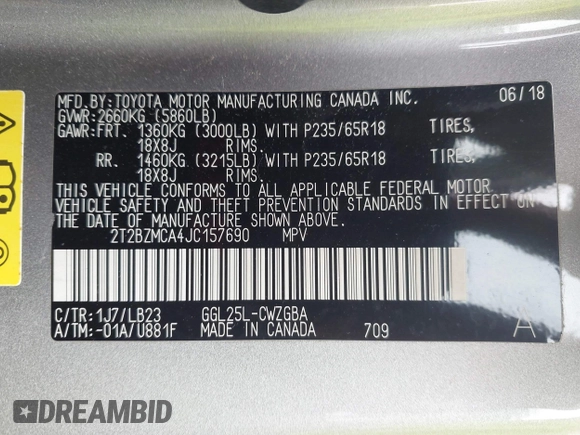 MFD.BY:TOYOTA MOTOR MANUFACTURING CANADA INC. 06/18
GVWR:2660KG (5860LB)
GAWR:FRT. 1360KG (3000LB) WITH P235/65R18 TIRES,
18X8J RIMS.
RR. 1460KG (3215LB) WITH P235/65R18 TIRES,
18X8J RIMS.
THIS VEHICLE CONFORMS TO ALL APPLICABLE FEDERAL MOTOR
VEHICLE SAFETY AND THEFT PREVENTION STANDARDS IN EFFECT ON
THE DATE OF MANUFACTURE SHOWN ABOVE.
2T2BZMCA4JC157690 MPV
C/TR:1J7/LB23 GGL25L-CWZGBA
A/TM:-01A/U881F MADE IN CANADA 709 A
DREAMBID